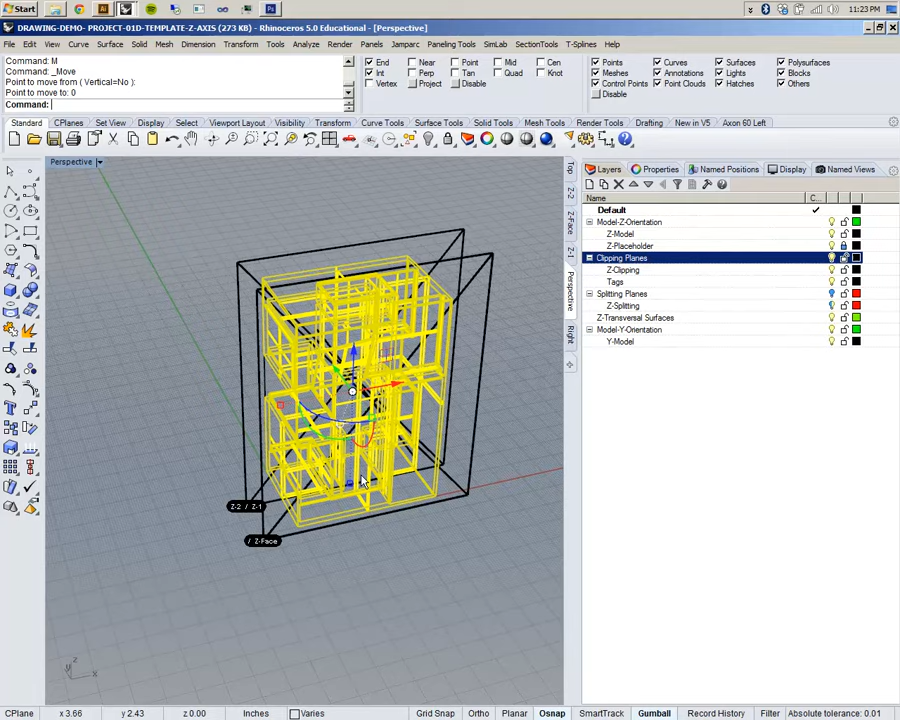 Start
11:23 PM
DRAWING-DEMO- PROJECT-01D-TEMPLATE-Z-AXIS (273 KB) - Rhinoceros 5.0 Educational - [Perspective]
File Edit View Curve Surface Solid Mesh Dimension Transform Tools Analyze Render Panels Jamparc Paneling Tools SimLab SectionTools T-Splines Help
Command: M
Command: _Move
Point to move from ( Vertical=No ):
Point to move to: 0
Command:
End Near Point Mid Cen
Int Perp Tan Quad Knot
Vertex Project Disable
Points Curves Surfaces Polysurfaces
Meshes Annotations Lights Blocks
Control Points Point Clouds Hatches Others
Disable
Standard CPlanes Set View Display Select Viewport Layout Visibility Transform Curve Tools Surface Tools Solid Tools Mesh Tools Render Tools Drafting New in V5 Axon 60 Left
Perspective
Top
Z-2
Z-Face
Z-1
Perspective
Right
Layers Properties Named Positions Display Named Views
Name C...
Default
Model-Z-Orientation
Z-Model
Z-Placeholder
Clipping Planes
Z-Clipping
Tags
Splitting Planes
Z-Splitting
Z-Transversal Surfaces
Model-Y-Orientation
Y-Model
Z-2 / Z-1
/ Z-Face
z
y
x
CPlane x 3.66 y 2.43 z 0.00 Inches Varies Grid Snap Ortho Planar Osnap SmartTrack Gumball Record History Filter Absolute tolerance: 0.01